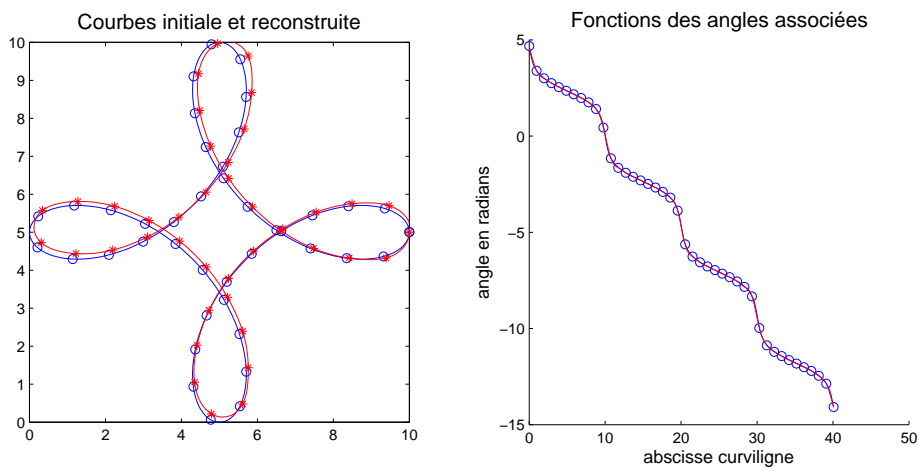 Courbes initiale et reconstruite
10
9
8
7
6
5
4
3
2
1
0
0 2 4 6 8 10
Fonctions des angles associées
angle en radians
5
0
−5
−10
−15
0 10 20 30 40 50
abscisse curviligne